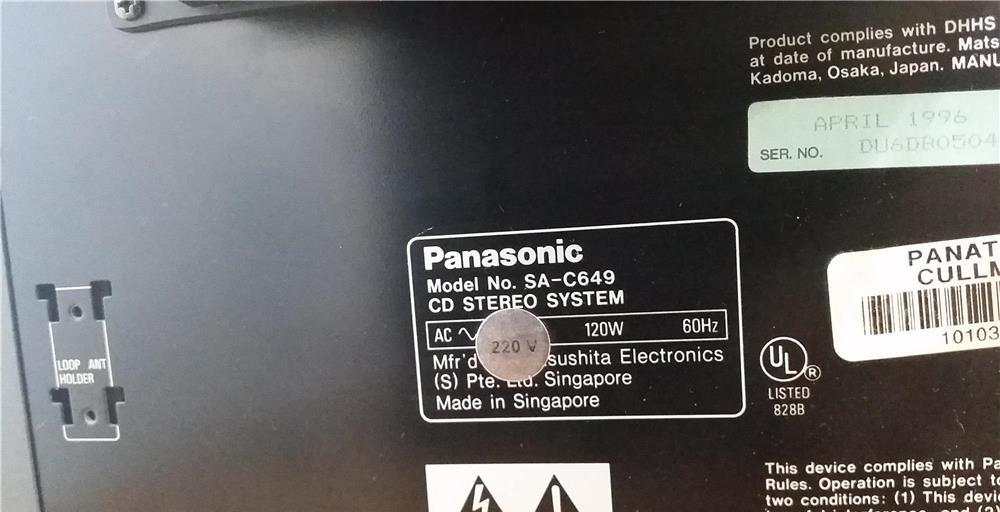 Product complies with DHHS
at date of manufacture. Mats
Kadoma, Osaka, Japan. MANU
APRIL 1996
SER. NO. DU6DB0504
Panasonic
Model No. SA-C649
CD STEREO SYSTEM
AC ~ 220 V 120W 60Hz
Mfr'd sushita Electronics
(S) Pte. Ltd. Singapore
Made in Singapore
PANAT
CULLM
10103
UL ®
LISTED
828B
LOOP ANT
HOLDER
This device complies with Pa
Rules. Operation is subject to
two conditions: (1) This devi